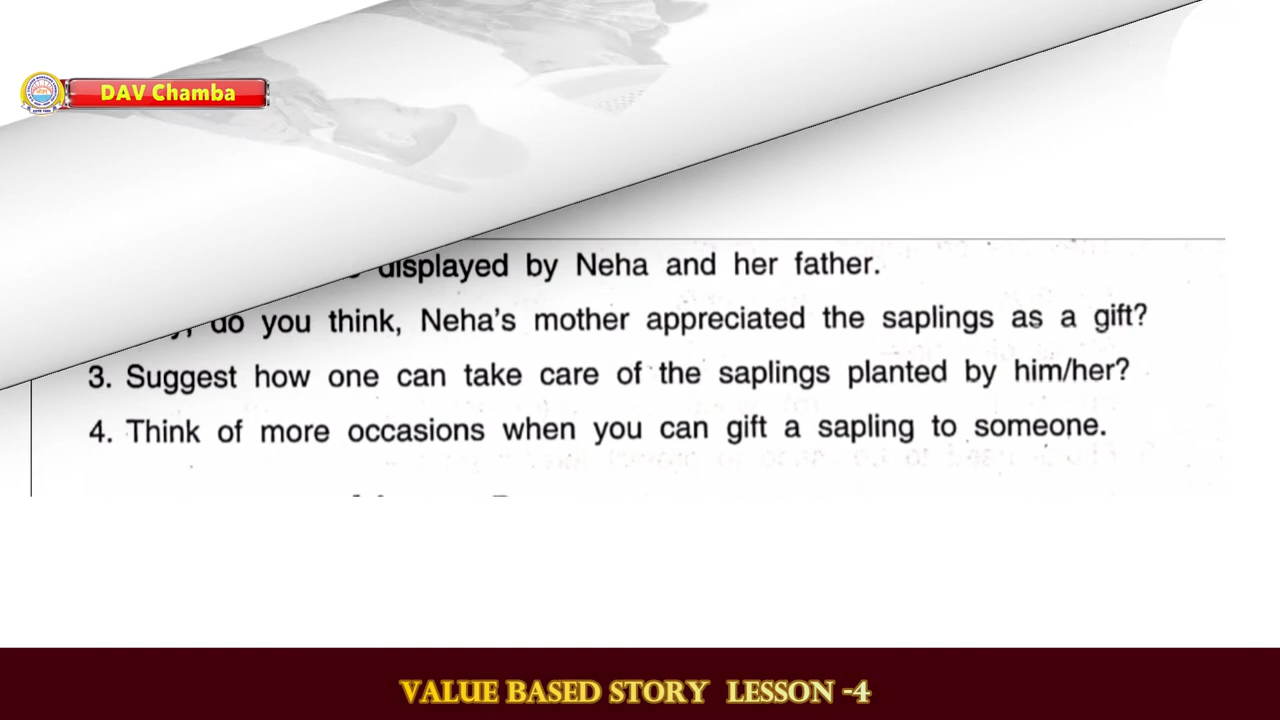 DAV Chamba
displayed by Neha and her father.
do you think, Neha's mother appreciated the saplings as a gift?
3. Suggest how one can take care of the saplings planted by him/her?
4. Think of more occasions when you can gift a sapling to someone.
VALUE BASED STORY LESSON -4